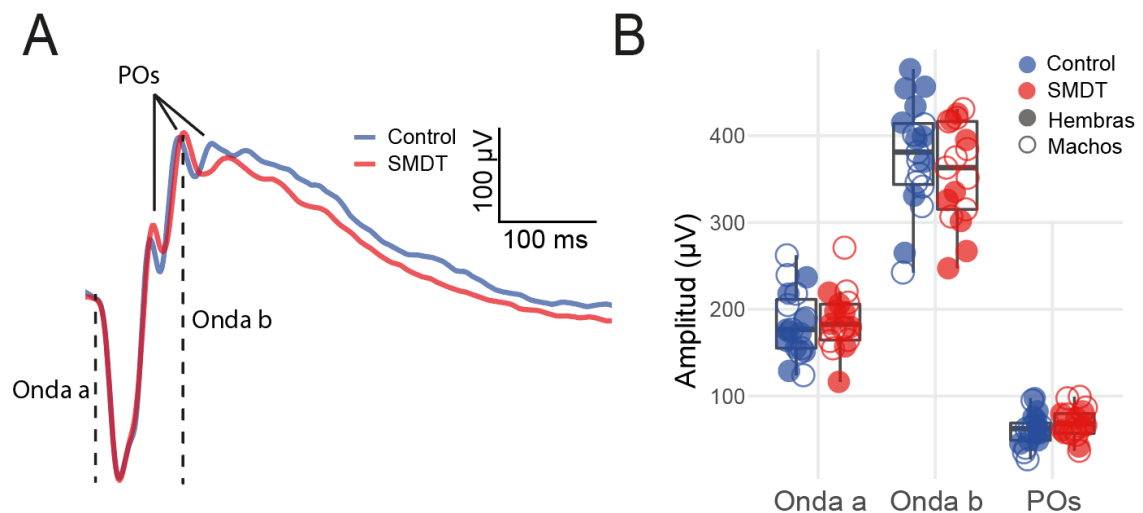 A
POs
Control
SMDT
100 µV
100 ms
Onda b
Onda a
B
Control
SMDT
Hembras
Machos
Amplitud (µV)
400
300
200
100
Onda a
Onda b
POs